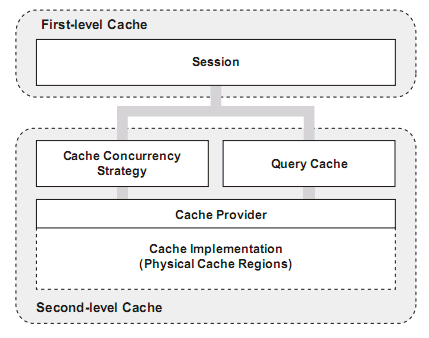 First-level Cache
Session
Cache Concurrency
Strategy
Query Cache
Cache Provider
Cache Implementation
(Physical Cache Regions)
Second-level Cache